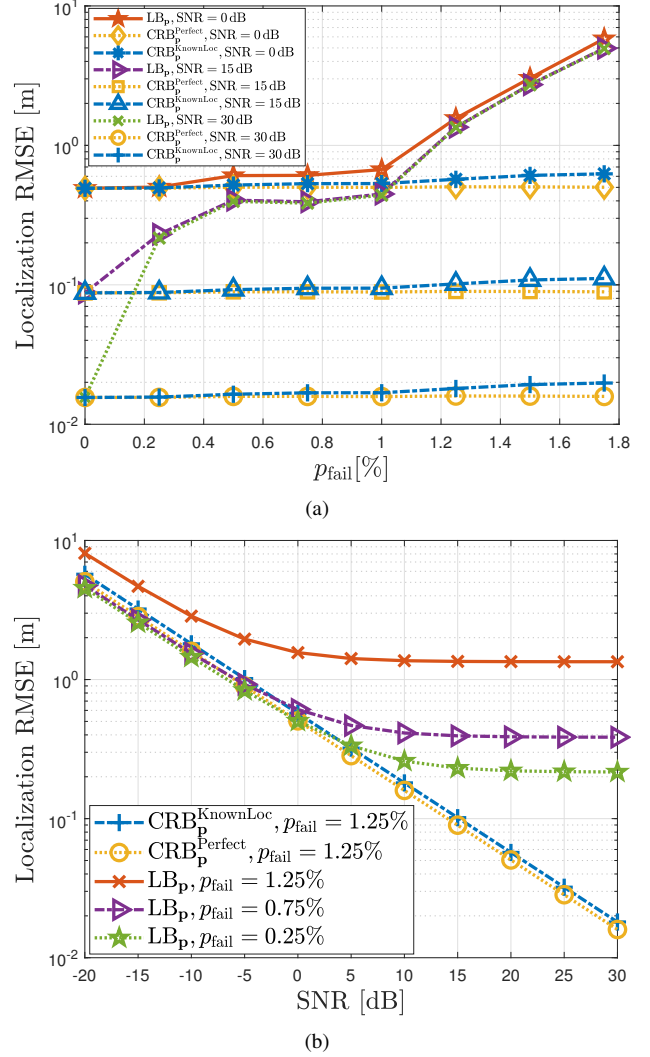 10^1
10^0
10^-1
10^-2
Localization RMSE [m]
LB_p, SNR = 0 dB
CRB_p^Perfect, SNR = 0 dB
CRB_p^KnownLoc, SNR = 0 dB
LB_p, SNR = 15 dB
CRB_p^Perfect, SNR = 15 dB
CRB_p^KnownLoc, SNR = 15 dB
LB_p, SNR = 30 dB
CRB_p^Perfect, SNR = 30 dB
CRB_p^KnownLoc, SNR = 30 dB
0 0.2 0.4 0.6 0.8 1 1.2 1.4 1.6 1.8
p_fail[%]
(a)
10^1
10^0
10^-1
10^-2
Localization RMSE [m]
CRB_p^KnownLoc, p_fail = 1.25%
CRB_p^Perfect, p_fail = 1.25%
LB_p, p_fail = 1.25%
LB_p, p_fail = 0.75%
LB_p, p_fail = 0.25%
-20 -15 -10 -5 0 5 10 15 20 25 30
SNR [dB]
(b)